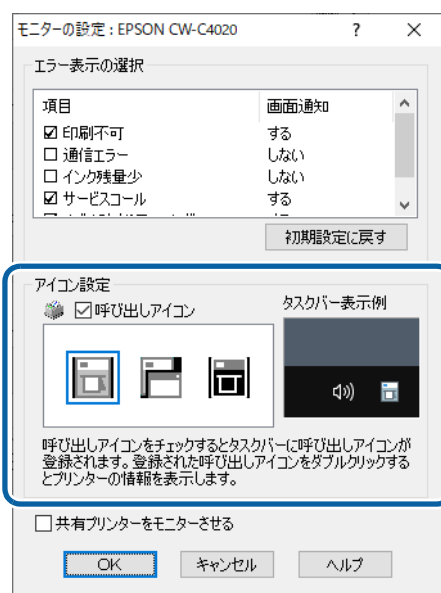 モニターの設定 : EPSON CW-C4020
エラー表示の選択
項目 画面通知
印刷不可 する
通信エラー しない
インク残量少 しない
サービスコール する
初期設定に戻す
アイコン設定
呼び出しアイコン タスクバー表示例
呼び出しアイコンをチェックするとタスクバーに呼び出しアイコンが
登録されます。登録された呼び出しアイコンをダブルクリックする
とプリンターの情報を表示します。
共有プリンターをモニターさせる
OK キャンセル ヘルプ